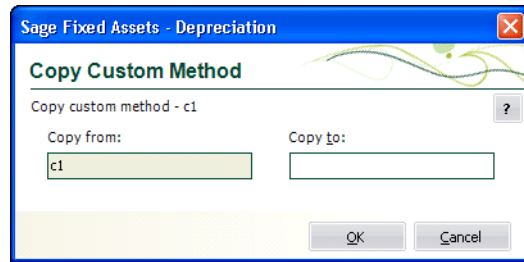 Sage Fixed Assets - Depreciation
Copy Custom Method
Copy custom method - c1
?
Copy from:
Copy to:
c1
OK
Cancel